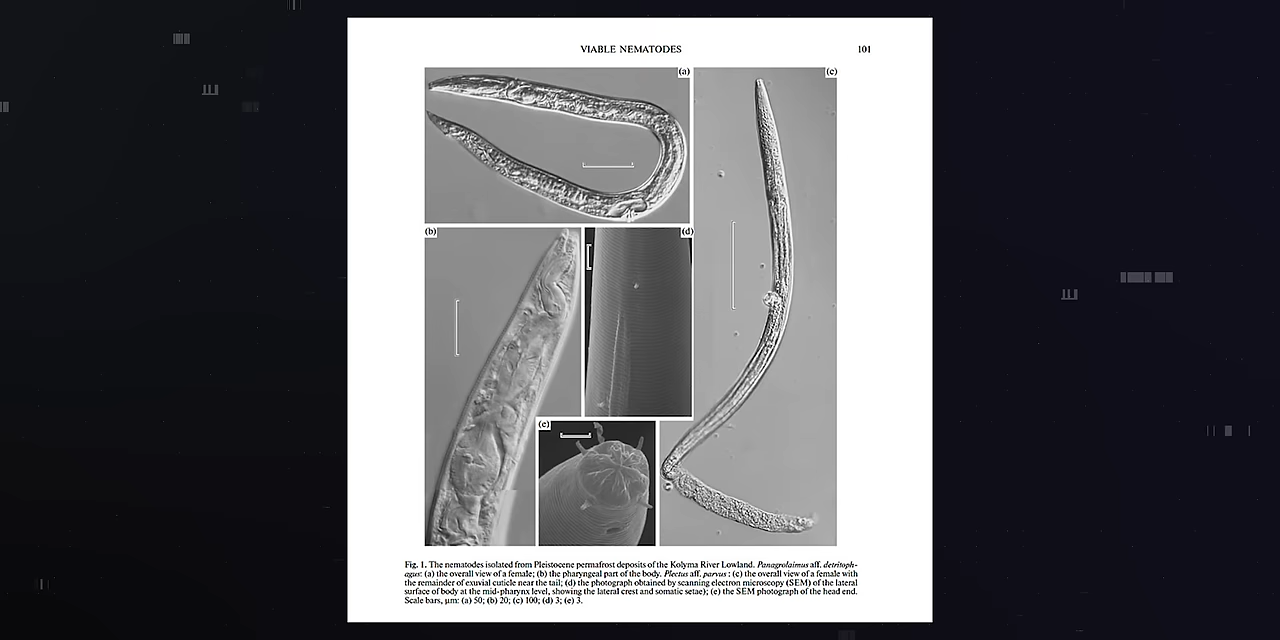 VIABLE NEMATODES 101
(a)
(c)
(b)
(d)
(e)
Fig. 1. The nematodes isolated from Pleistocene permafrost deposits of the Kolyma River Lowland. Panagrolaimus aff. detritoph-
agus: (a) the overall view of a female; (b) the pharyngeal part of the body. Plectus aff. parvus: (c) the overall view of a female with
the remainder of exuvial cuticle near the tail; (d) the photograph obtained by scanning electron microscopy (SEM) of the lateral
surface of body at the mid-pharynx level, showing the lateral crest and somatic setae); (e) the SEM photograph of the head end.
Scale bars, μm: (a) 50; (b) 20; (c) 100; (d) 3; (e) 3.